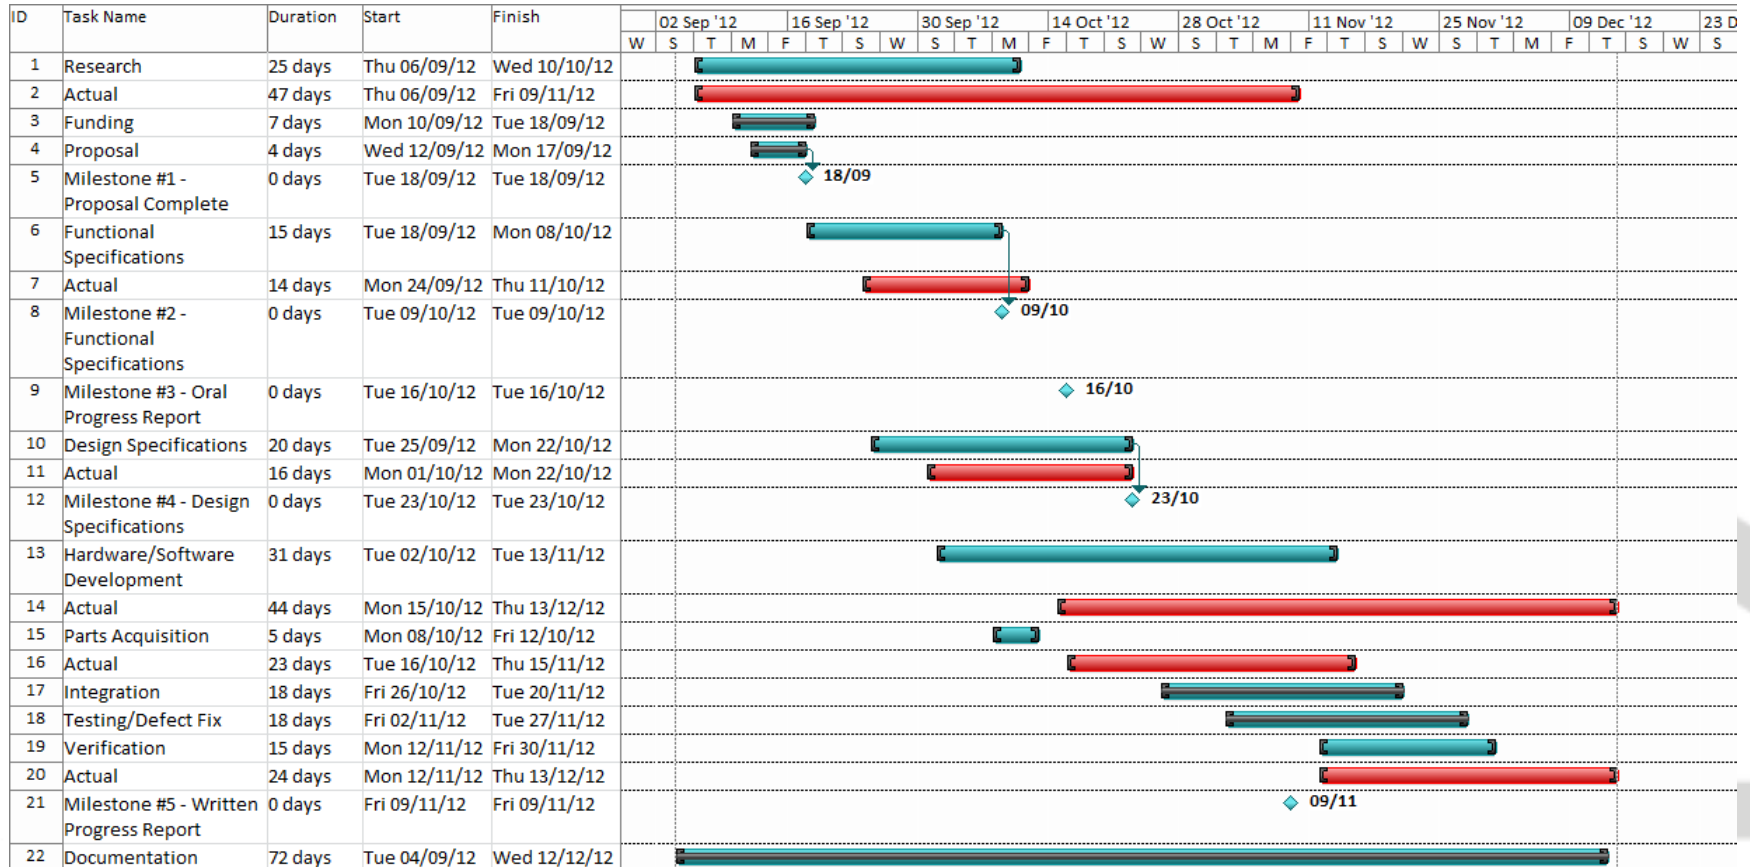 ID Task Name Duration Start Finish 02 Sep '12 16 Sep '12 30 Sep '12 14 Oct '12 28 Oct '12 11 Nov '12 25 Nov '12 09 Dec '12 23 D
W S T M F T S W S T M F T S W S T M F T S W S T M F T S W S
1 Research 25 days Thu 06/09/12 Wed 10/10/12
2 Actual 47 days Thu 06/09/12 Fri 09/11/12
3 Funding 7 days Mon 10/09/12 Tue 18/09/12
4 Proposal 4 days Wed 12/09/12 Mon 17/09/12
5 Milestone #1 - 0 days Tue 18/09/12 Tue 18/09/12 18/09
Proposal Complete
6 Functional 15 days Tue 18/09/12 Mon 08/10/12
Specifications
7 Actual 14 days Mon 24/09/12 Thu 11/10/12
8 Milestone #2 - 0 days Tue 09/10/12 Tue 09/10/12 09/10
Functional
Specifications
9 Milestone #3 - Oral 0 days Tue 16/10/12 Tue 16/10/12 16/10
Progress Report
10 Design Specifications 20 days Tue 25/09/12 Mon 22/10/12
11 Actual 16 days Mon 01/10/12 Mon 22/10/12
12 Milestone #4 - Design 0 days Tue 23/10/12 Tue 23/10/12 23/10
Specifications
13 Hardware/Software 31 days Tue 02/10/12 Tue 13/11/12
Development
14 Actual 44 days Mon 15/10/12 Thu 13/12/12
15 Parts Acquisition 5 days Mon 08/10/12 Fri 12/10/12
16 Actual 23 days Tue 16/10/12 Thu 15/11/12
17 Integration 18 days Fri 26/10/12 Tue 20/11/12
18 Testing/Defect Fix 18 days Fri 02/11/12 Tue 27/11/12
19 Verification 15 days Mon 12/11/12 Fri 30/11/12
20 Actual 24 days Mon 12/11/12 Thu 13/12/12
21 Milestone #5 - Written 0 days Fri 09/11/12 Fri 09/11/12 09/11
Progress Report
22 Documentation 72 days Tue 04/09/12 Wed 12/12/12